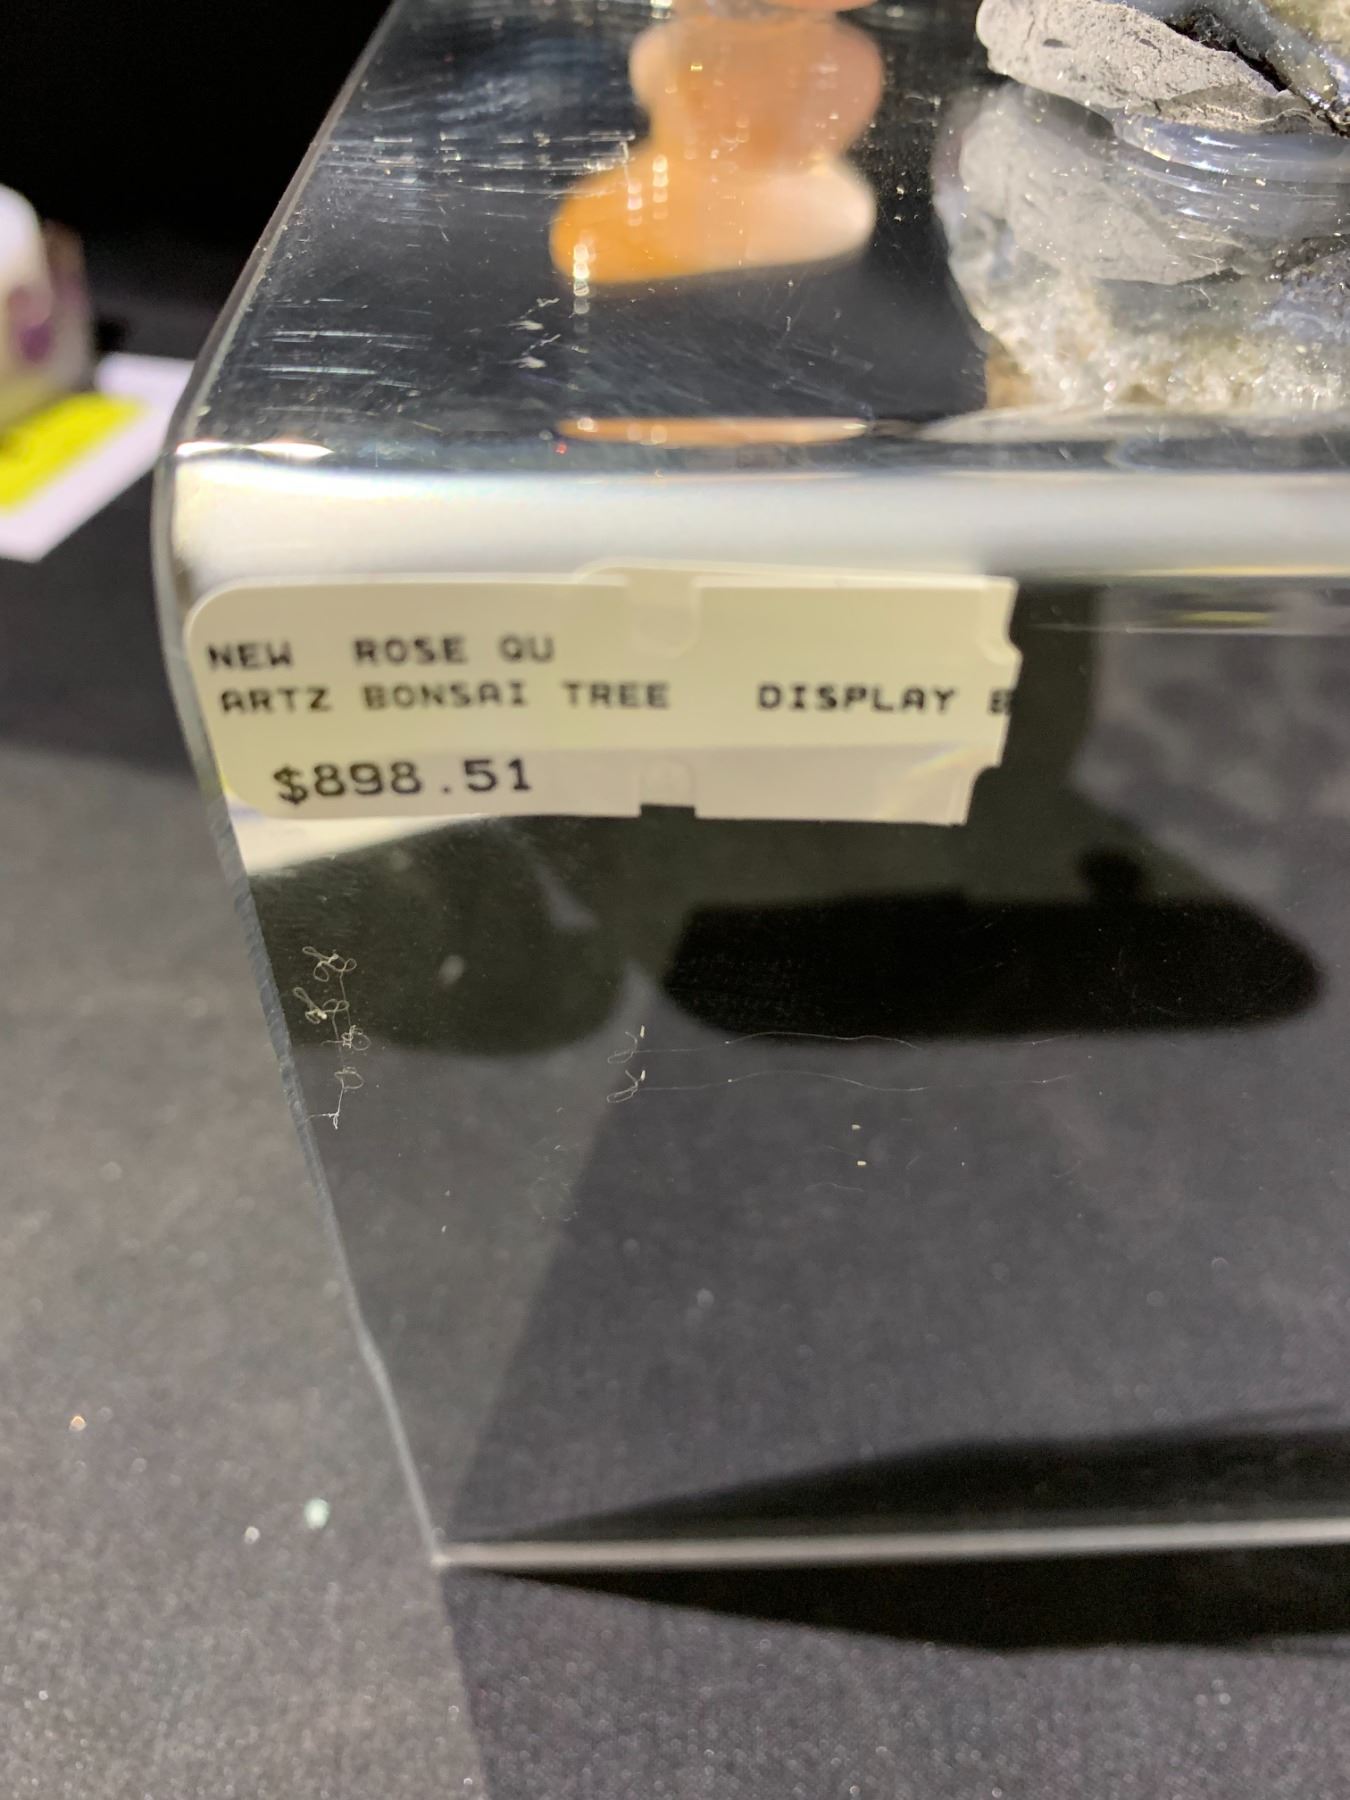 NEW ROSE QU
ARTZ BONSAI TREE DISPLAY
$898.51